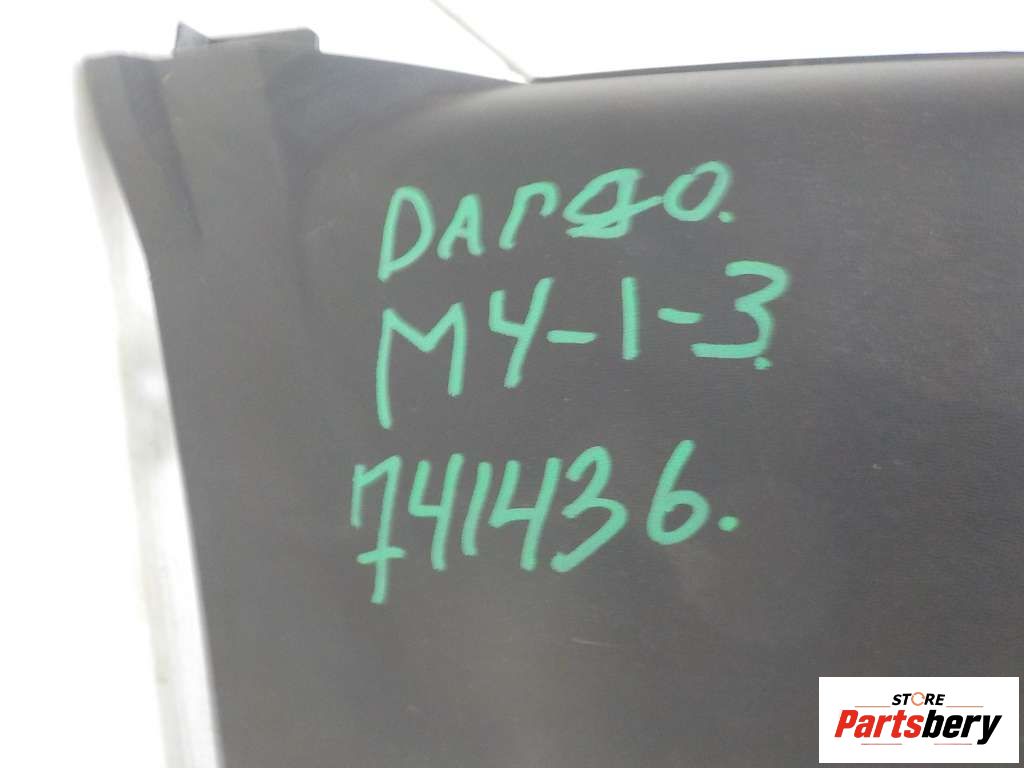 DARGO.
M4-1-3.
741436.
STORE
Partsbery